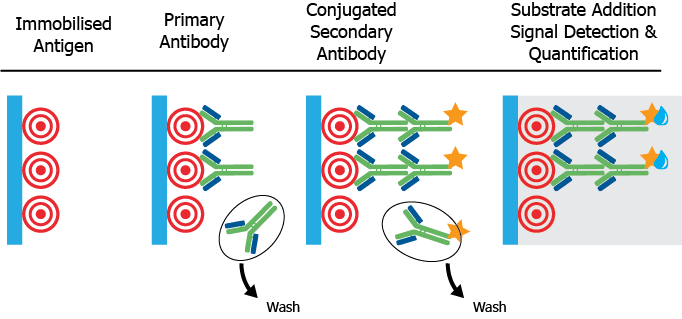 Immobilised
Antigen
Primary
Antibody
Conjugated
Secondary
Antibody
Substrate Addition
Signal Detection &
Quantification
Wash
Wash